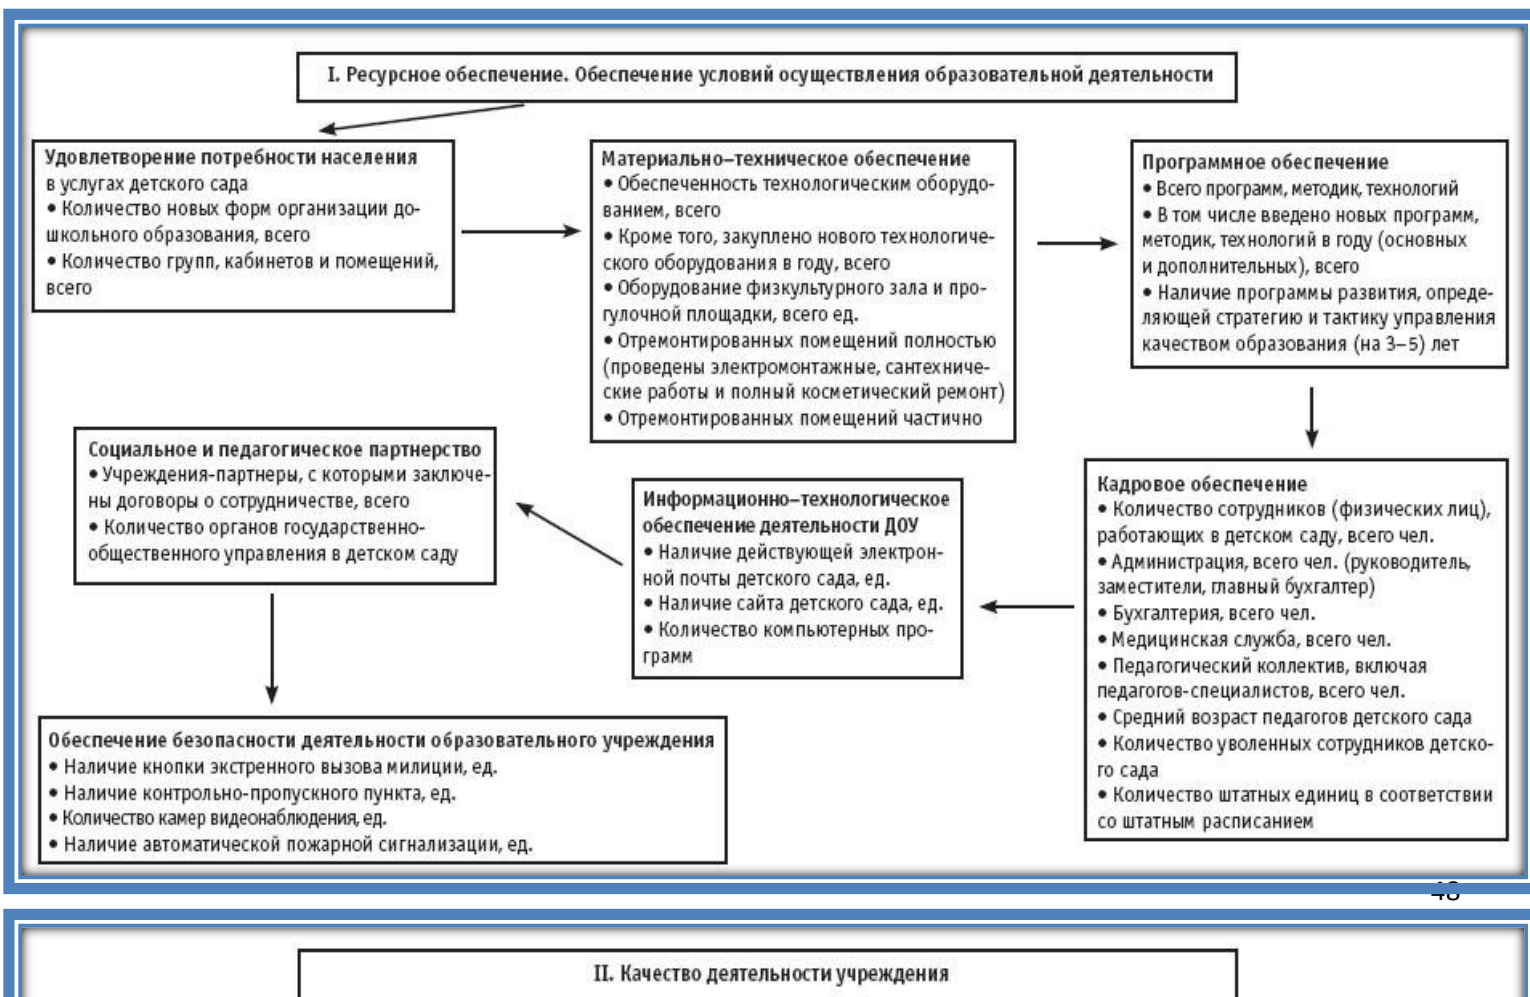 I. Ресурсное обеспечение. Обеспечение условий осуществления образовательной деятельности
Удовлетворение потребности населения
в услугах детского сада
• Количество новых форм организации до-
школьного образования, всего
• Количество групп, кабинетов и помещений,
всего
Материально–техническое обеспечение
• Обеспеченность технологическим оборудо-
ванием, всего
• Кроме того, закуплено нового технологиче-
ского оборудования в году, всего
• Оборудование физкультурного зала и про-
гулочной площадки, всего ед.
• Отремонтированных помещений полностью
(проведены электромонтажные, сантехниче-
ские работы и полный косметический ремонт)
• Отремонтированных помещений частично
Программное обеспечение
• Всего программ, методик, технологий
• В том числе введено новых программ,
методик, технологий в году (основных
и дополнительных), всего
• Наличие программы развития, опреде-
ляющей стратегию и тактику управления
качеством образования (на 3–5) лет
Кадровое обеспечение
• Количество сотрудников (физических лиц),
работающих в детском саду, всего чел.
• Администрация, всего чел. (руководитель,
заместители, главный бухгалтер)
• Бухгалтерия, всего чел.
• Медицинская служба, всего чел.
• Педагогический коллектив, включая
педагогов-специалистов, всего чел.
• Средний возраст педагогов детского сада
• Количество уволенных сотрудников детско-
го сада
• Количество штатных единиц в соответствии
со штатным расписанием
Информационно–технологическое
обеспечение деятельности ДОУ
• Наличие действующей электрон-
ной почты детского сада, ед.
• Наличие сайта детского сада, ед.
• Количество компьютерных про-
грамм
Социальное и педагогическое партнерство
• Учреждения-партнеры, с которыми заключе-
ны договоры о сотрудничестве, всего
• Количество органов государственно-
общественного управления в детском саду
Обеспечение безопасности деятельности образовательного учреждения
• Наличие кнопки экстренного вызова милиции, ед.
• Наличие контрольно-пропускного пункта, ед.
• Количество камер видеонаблюдения, ед.
• Наличие автоматической пожарной сигнализации, ед.
II. Качество деятельности учреждения